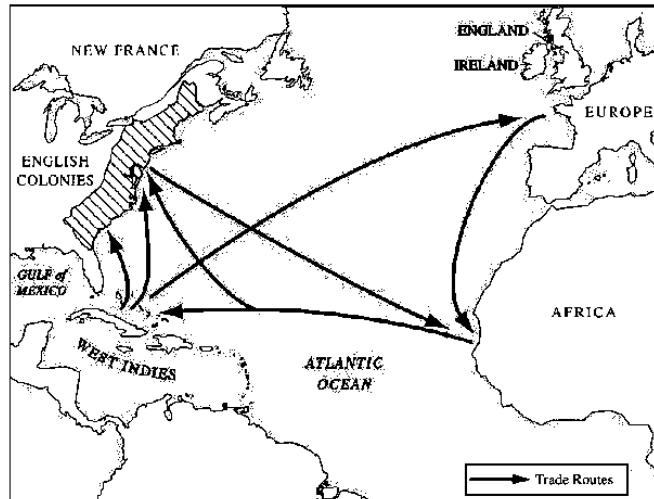 NEW FRANCE
ENGLAND
IRELAND
EUROPE
ENGLISH
COLONIES
GULF of
MEXICO
AFRICA
WEST INDIES
ATLANTIC
OCEAN
Trade Routes